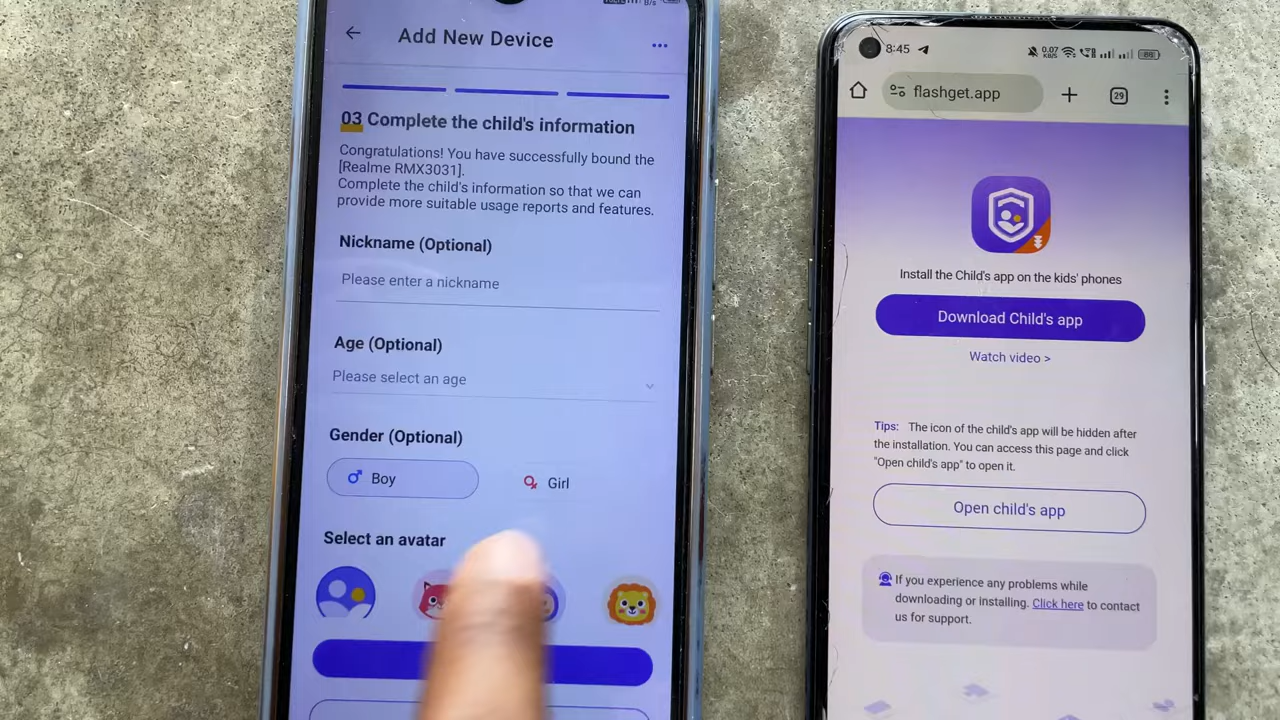 Add New Device
03 Complete the child's information
Congratulations! You have successfully bound the
[Realme RMX3031].
Complete the child's information so that we can
provide more suitable usage reports and features.
Nickname (Optional)
Please enter a nickname
Age (Optional)
Please select an age
Gender (Optional)
Boy
Girl
Select an avatar
8:45
0.07
KB/S
88
flashget.app
29
Install the Child's app on the kids' phones
Download Child's app
Watch video >
Tips: The icon of the child's app will be hidden after
the installation. You can access this page and click
"Open child's app" to open it.
Open child's app
If you experience any problems while
downloading or installing. Click here to contact
us for support.